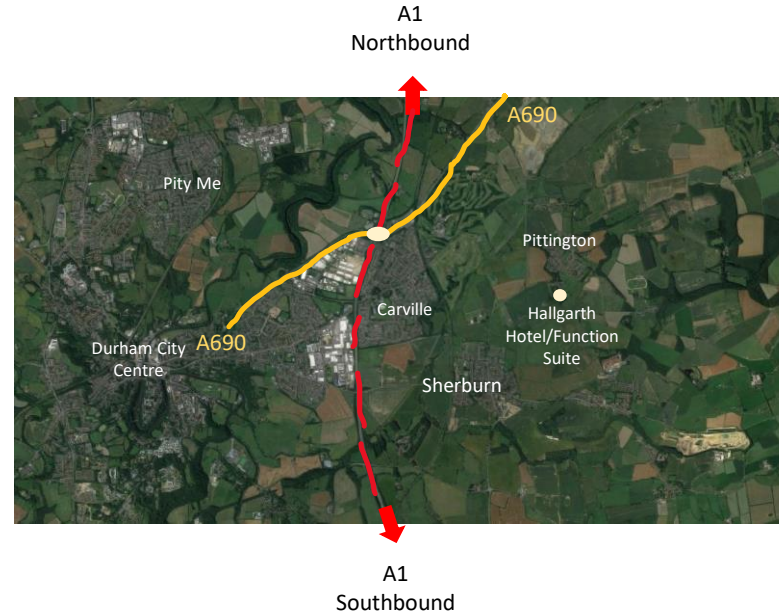 A1
Northbound
A690
Pity Me
Pittington
Carville
Hallgarth
Hotel/Function
Suite
A690
Durham City
Centre
Sherburn
A1
Southbound